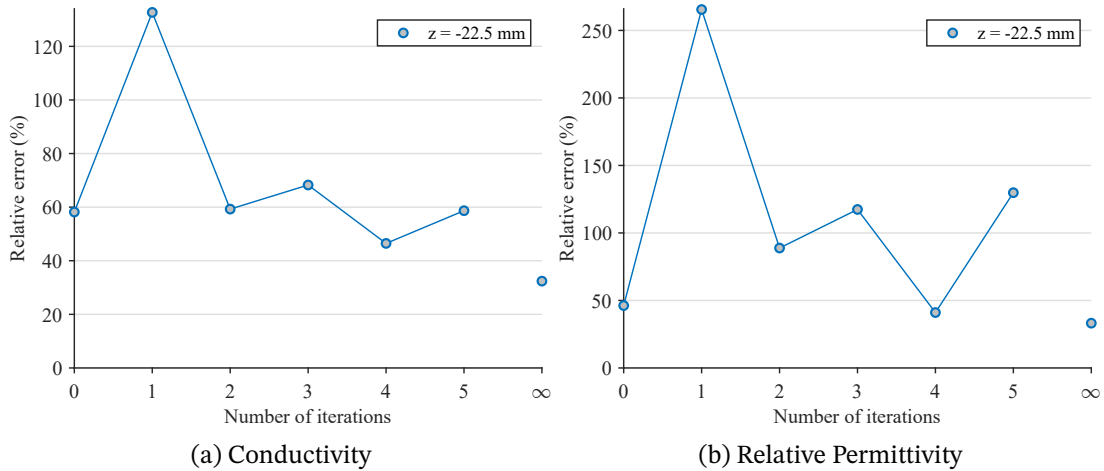 z = -22.5 mm
120
100
80
60
40
20
0
Relative error (%)
0 1 2 3 4 5 ∞
Number of iterations
(a) Conductivity
z = -22.5 mm
250
200
150
100
50
0
Relative error (%)
0 1 2 3 4 5 ∞
Number of iterations
(b) Relative Permittivity